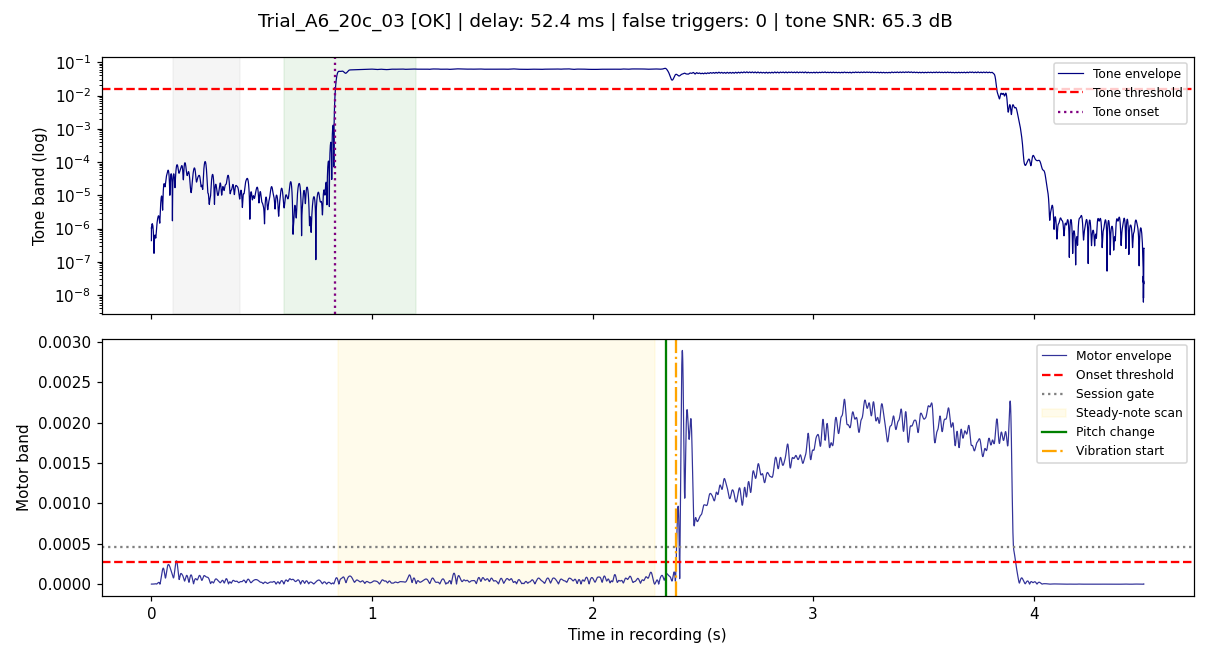 Trial_A6_20c_03 [OK] | delay: 52.4 ms | false triggers: 0 | tone SNR: 65.3 dB
Tone band (log)
10⁻¹
10⁻²
10⁻³
10⁻⁴
10⁻⁵
10⁻⁶
10⁻⁷
10⁻⁸
Tone envelope
Tone threshold
Tone onset
Motor band
0.0030
0.0025
0.0020
0.0015
0.0010
0.0005
0.0000
Motor envelope
Onset threshold
Session gate
Steady-note scan
Pitch change
Vibration start
0 1 2 3 4
Time in recording (s)